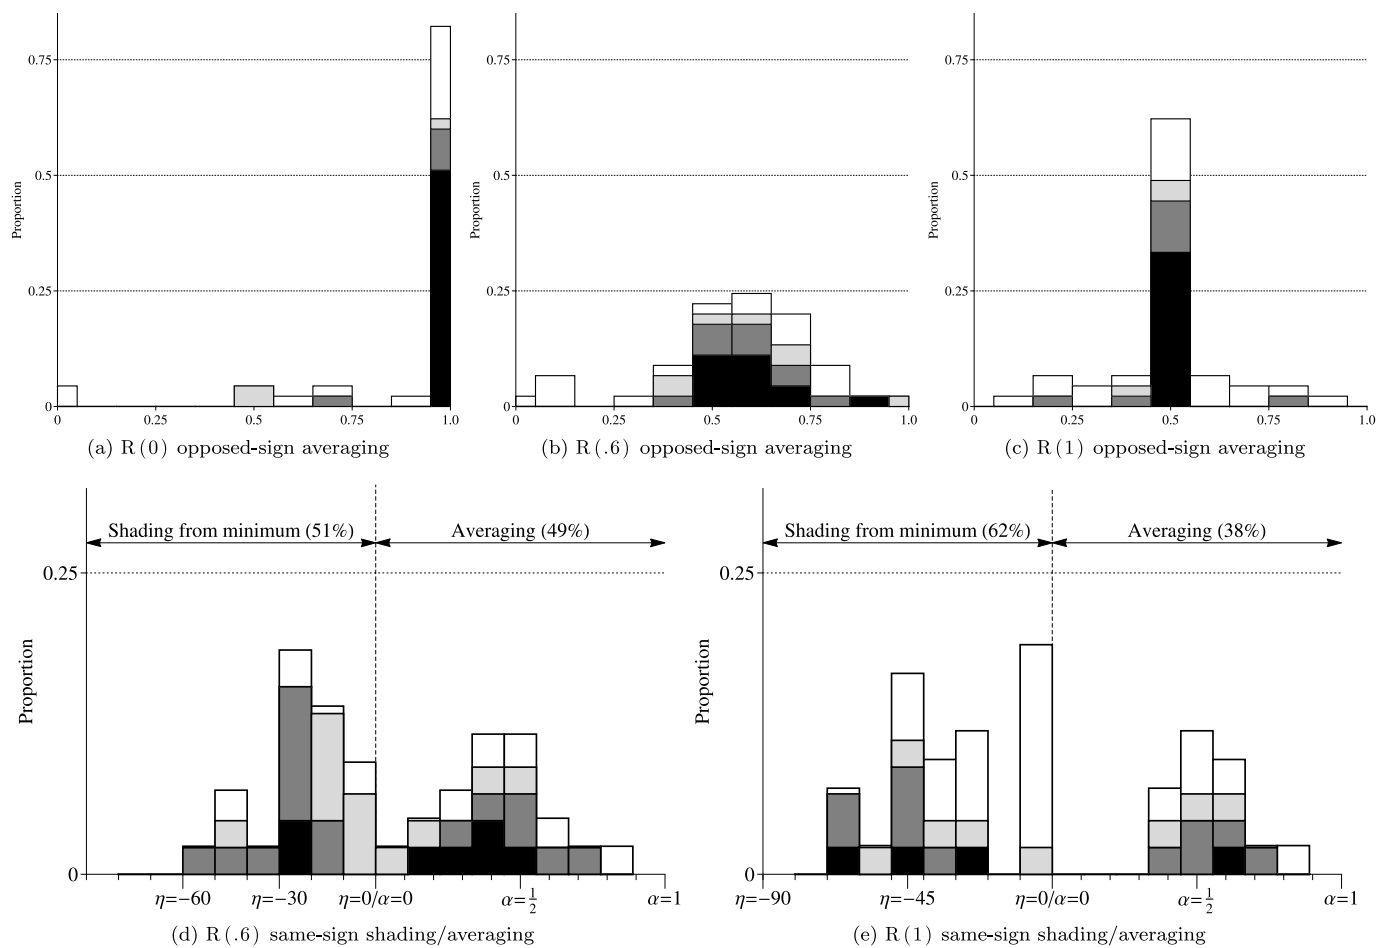 0.75
0.5
0.25
0
Proportion
0 0.25 0.5 0.75 1.0
(a) R(0) opposed-sign averaging
0.75
0.5
0.25
0
Proportion
0 0.25 0.5 0.75 1.0
(b) R(.6) opposed-sign averaging
0.75
0.5
0.25
0
Proportion
0 0.25 0.5 0.75 1.0
(c) R(1) opposed-sign averaging
Shading from minimum (51%) Averaging (49%)
0.25
Proportion
0
η=−60 η=−30 η=0/α=0 α=½ α=1
(d) R(.6) same-sign shading/averaging
Shading from minimum (62%) Averaging (38%)
0.25
Proportion
0
η=−90 η=−45 η=0/α=0 α=½ α=1
(e) R(1) same-sign shading/averaging